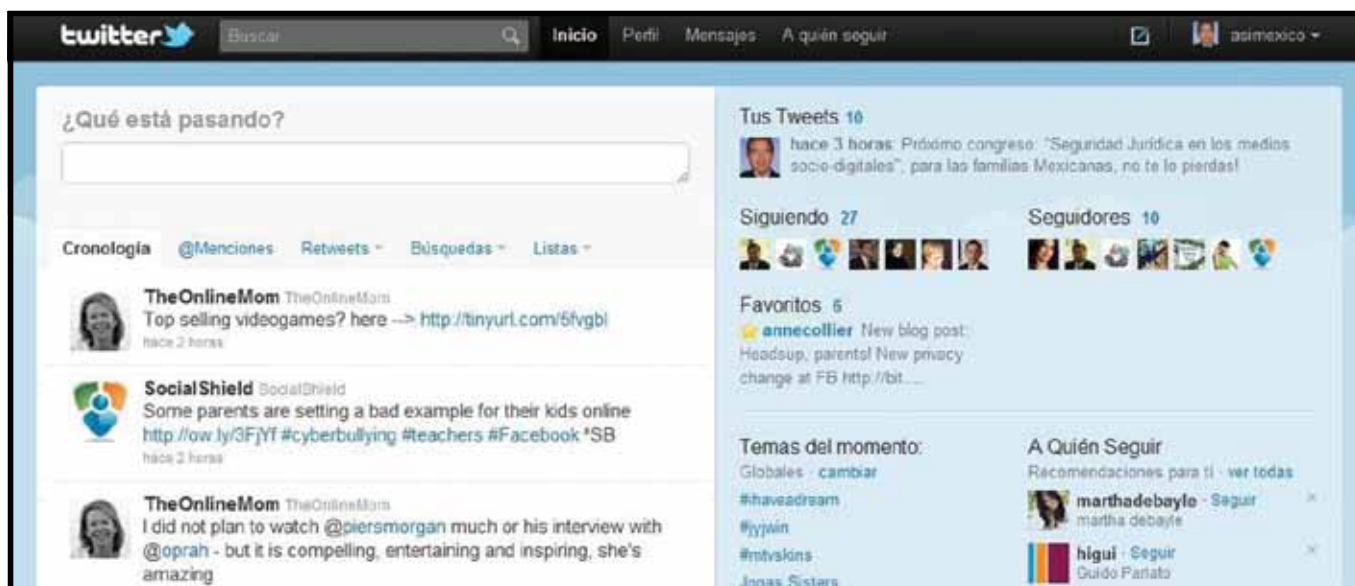 twitter
Buscar
Inicio Perfil Mensajes A quién seguir
asimexico
¿Qué está pasando?
Cronología @Menciones Retweets Búsquedas Listas
TheOnlineMom TheOnlineMom
Top selling videogames? here --> http://tinyurl.com/5fvgbl
hace 2 horas
SocialShield SocialShield
Some parents are setting a bad example for their kids online
http://ow.ly/3FjYf #cyberbullying #teachers #Facebook *SB
hace 2 horas
TheOnlineMom TheOnlineMom
I did not plan to watch @piersmorgan much or his interview with
@oprah - but it is compelling, entertaining and inspiring, she's
amazing
Tus Tweets 10
hace 3 horas: Próximo congreso: "Seguridad Jurídica en los medios
socio-digitales", para las familias Mexicanas, no te lo pierdas!
Siguiendo 27
Seguidores 10
Favoritos 6
annecollier New blog post:
Headsup, parents! New privacy
change at FB http://bit.....
Temas del momento:
Globales · cambiar
#ihaveadream
#jyjwin
#mtvskins
Jonas Sisters
A Quién Seguir
Recomendaciones para ti · ver todas
marthadebayle · Seguir
martha debayle
higui · Seguir
Guido Parlato